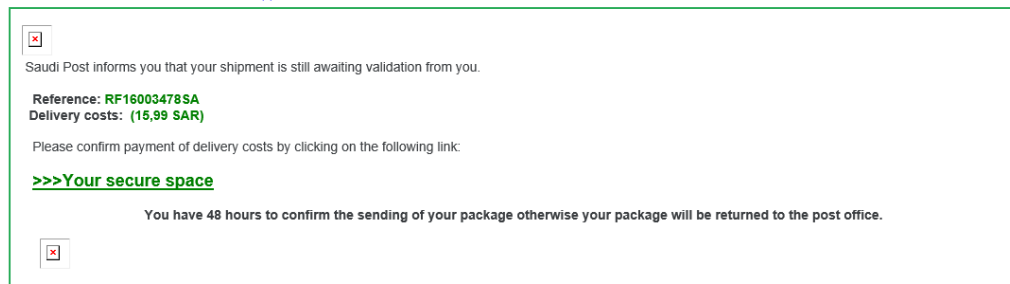 Saudi Post informs you that your shipment is still awaiting validation from you.
Reference: RF16003478SA
Delivery costs: (15,99 SAR)
Please confirm payment of delivery costs by clicking on the following link:
>>>Your secure space
You have 48 hours to confirm the sending of your package otherwise your package will be returned to the post office.